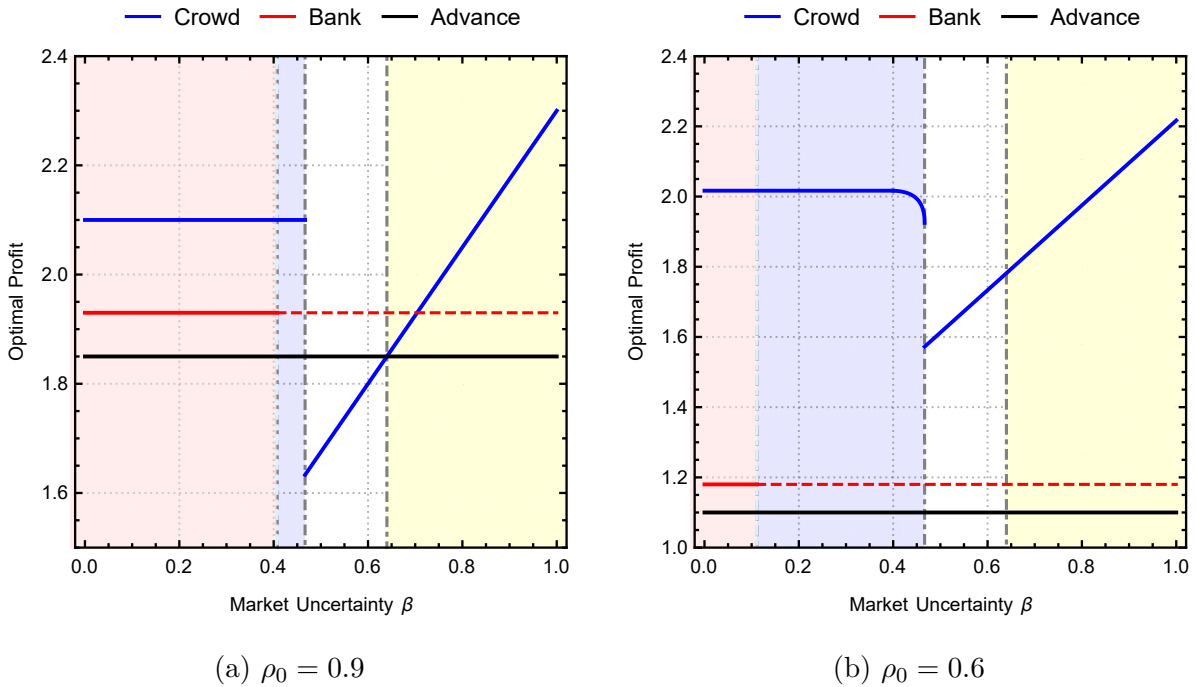 Crowd Bank Advance
2.4
2.2
2.0
1.8
1.6
Optimal Profit
0.0 0.2 0.4 0.6 0.8 1.0
Market Uncertainty β
(a) ρ₀ = 0.9
Crowd Bank Advance
2.4
2.2
2.0
1.8
1.6
1.4
1.2
1.0
Optimal Profit
0.0 0.2 0.4 0.6 0.8 1.0
Market Uncertainty β
(b) ρ₀ = 0.6